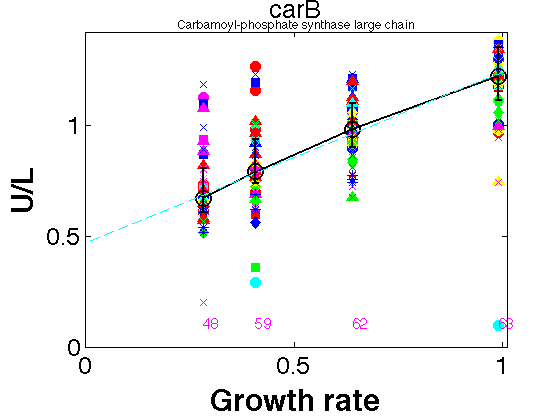 carB
Carbamoyl-phosphate synthase large chain
U/L
1
0.5
0
48
59
62
63
0
0.5
1
Growth rate